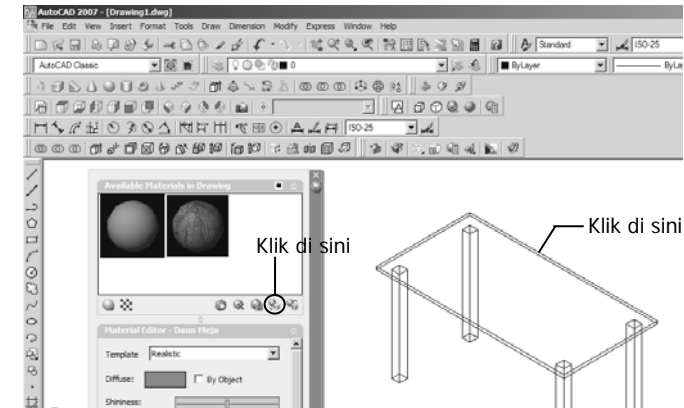 AutoCAD 2007 - [Drawing1.dwg]
File Edit View Insert Format Tools Draw Dimension Modify Express Window Help
Standard ISO-25
AutoCAD Classic 0 ByLayer ByLa
ISO-25
Available Materials in Drawing
Klik di sini
Klik di sini
Material Editor - Daun Meja
Template Realistic
Diffuse: By Object
Shininess: